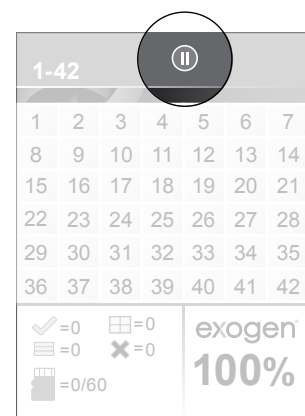 1-42
1 2 3 4 5 6 7
8 9 10 11 12 13 14
15 16 17 18 19 20 21
22 23 24 25 26 27 28
29 30 31 32 33 34 35
36 37 38 39 40 41 42
=0 =0
=0 =0
=0/60
exogen
100%